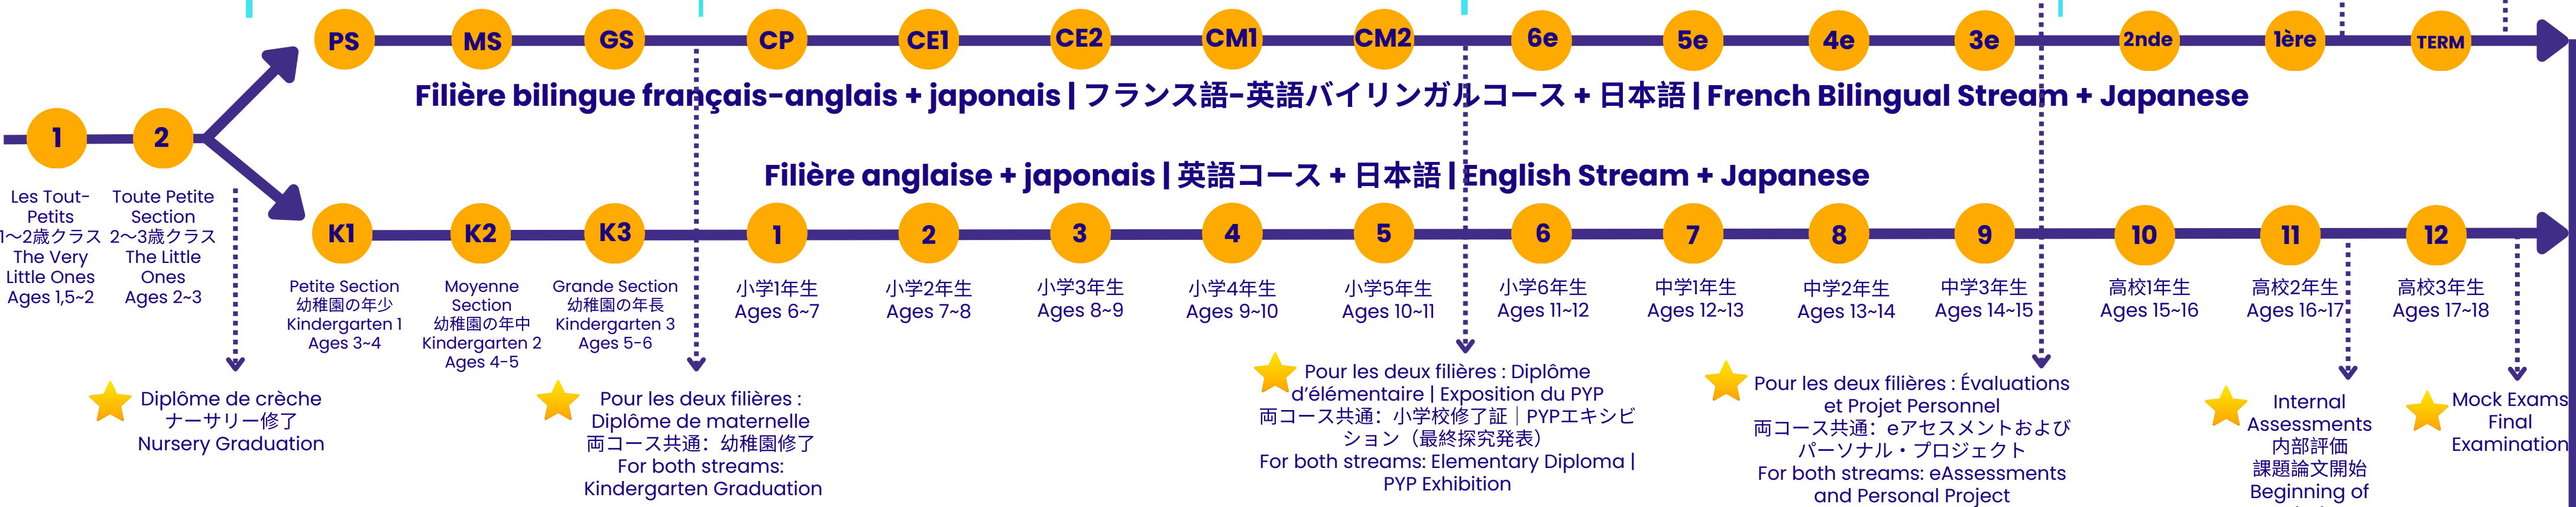 PS MS GS CP CE1 CE2 CM1 CM2 6e 5e 4e 3e 2nde 1ère TERM
Filière bilingue français-anglais + japonais | フランス語-英語バイリンガルコース + 日本語 | French Bilingual Stream + Japanese
1 2
Filière anglaise + japonais | 英語コース + 日本語 | English Stream + Japanese
K1 K2 K3 1 2 3 4 5 6 7 8 9 10 11 12
Les Tout-
Petits
1〜2歳クラス
The Very
Little Ones
Ages 1,5~2
Toute Petite
Section
2〜3歳クラス
The Little
Ones
Ages 2~3
Petite Section
幼稚園の年少
Kindergarten 1
Ages 3~4
Moyenne
Section
幼稚園の年中
Kindergarten 2
Ages 4-5
Grande Section
幼稚園の年長
Kindergarten 3
Ages 5-6
小学1年生
Ages 6~7
小学2年生
Ages 7~8
小学3年生
Ages 8~9
小学4年生
Ages 9~10
小学5年生
Ages 10~11
小学6年生
Ages 11~12
中学1年生
Ages 12~13
中学2年生
Ages 13~14
中学3年生
Ages 14~15
高校1年生
Ages 15~16
高校2年生
Ages 16~17
高校3年生
Ages 17~18
Diplôme de crèche
ナーサリー修了
Nursery Graduation
Pour les deux filières :
Diplôme de maternelle
両コース共通：幼稚園修了
For both streams:
Kindergarten Graduation
Pour les deux filières : Diplôme
d’élémentaire | Exposition du PYP
両コース共通：小学校修了証｜PYPエキシビ
ション（最終探究発表）
For both streams: Elementary Diploma |
PYP Exhibition
Pour les deux filières : Évaluations
et Projet Personnel
両コース共通：eアセスメントおよび
パーソナル・プロジェクト
For both streams: eAssessments
and Personal Project
Internal
Assessments
内部評価
課題論文開始
Beginning of
Mock Exams
Final
Examination